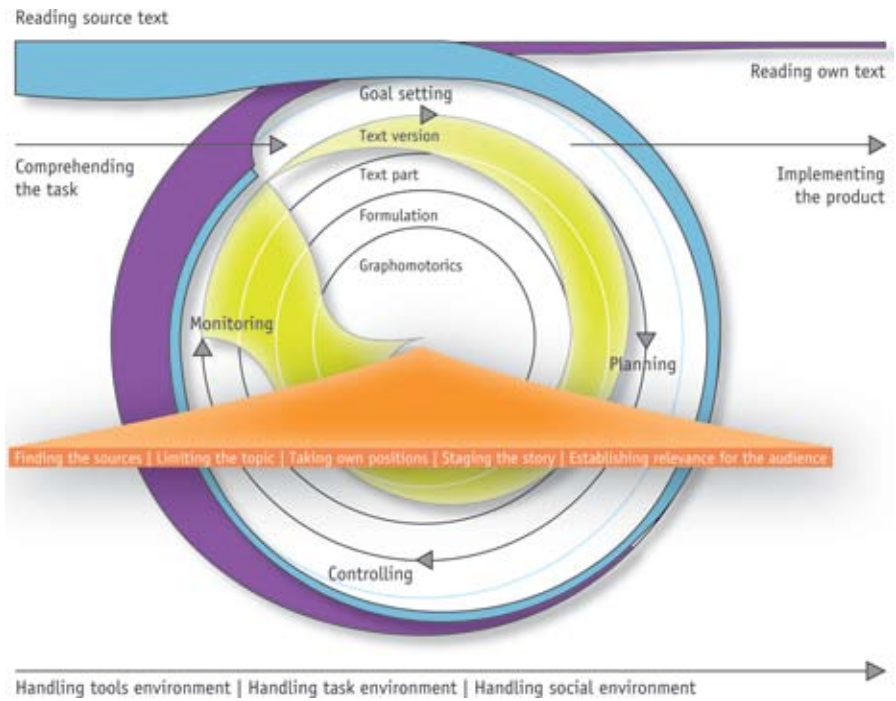 Reading source text
Reading own text
Goal setting
Text version
Comprehending
the task
Text part
Implementing
the product
Formulation
Graphomotorics
Monitoring
Planning
Finding the sources | Limiting the topic | Taking own positions | Staging the story | Establishing relevance for the audience
Controlling
Handling tools environment | Handling task environment | Handling social environment